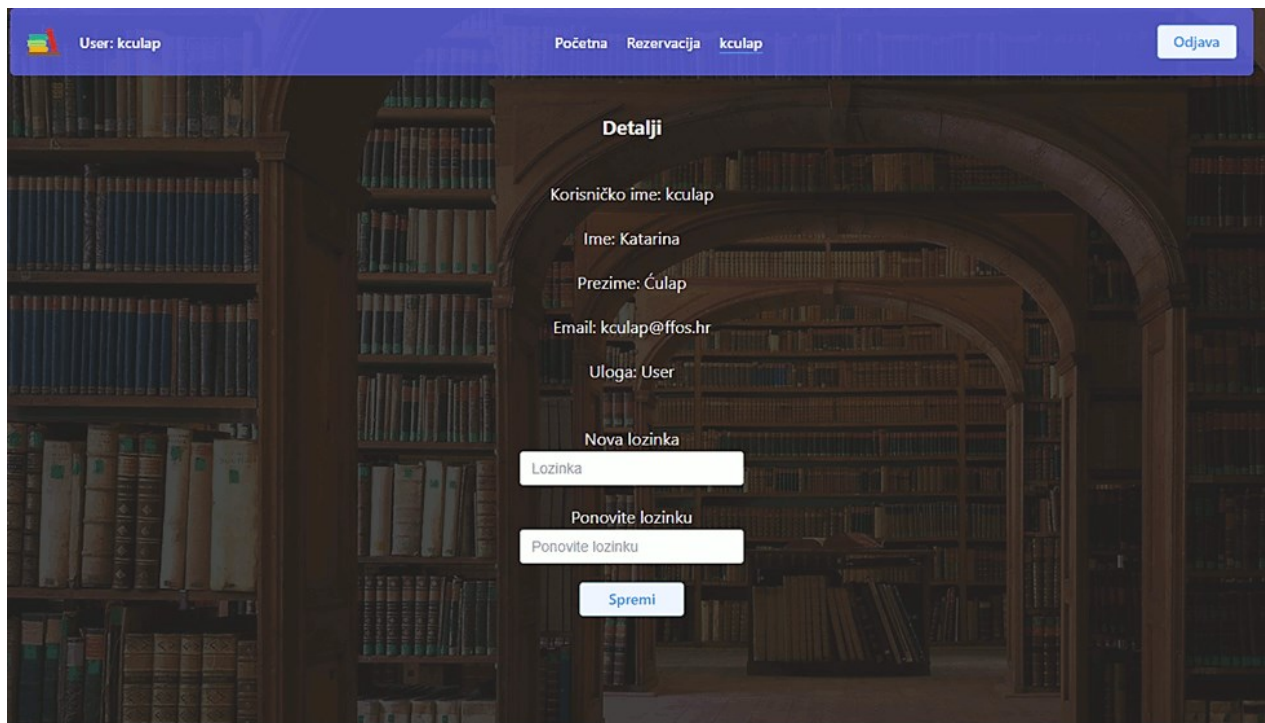 User: kculap
Početna Rezervacija kculap
Odjava
Detalji
Korisničko ime: kculap
Ime: Katarina
Prezime: Ćulap
Email: kculap@ffos.hr
Uloga: User
Nova lozinka
Lozinka
Ponovite lozinku
Ponovite lozinku
Spremi